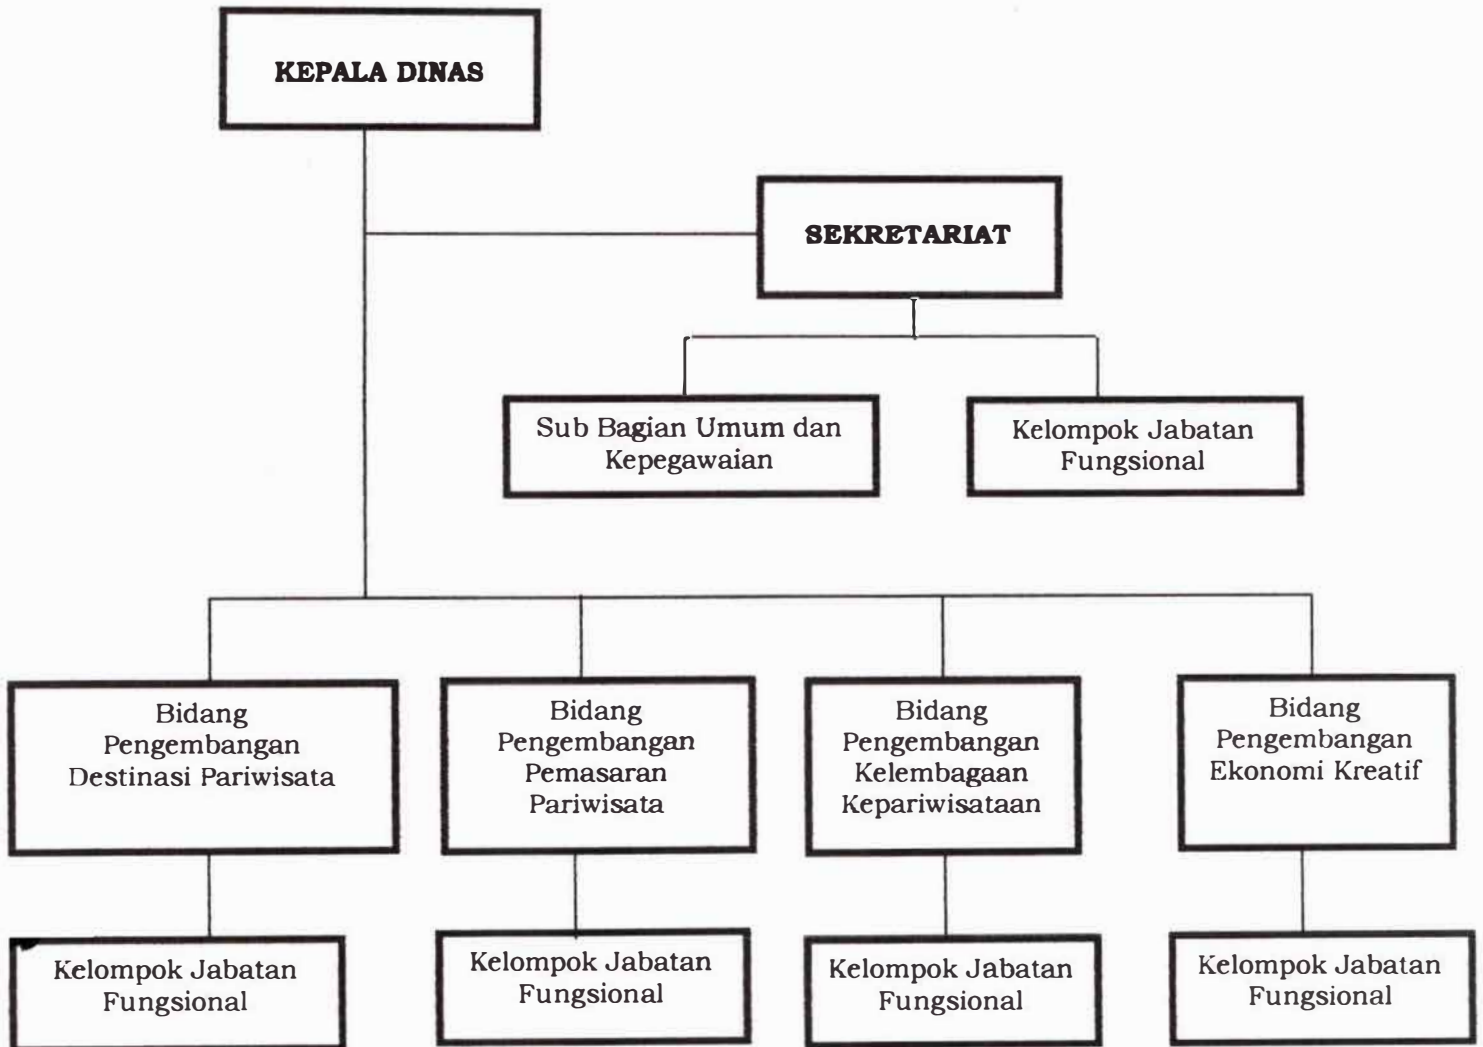 KEPALA DINAS
SEKRETARIAT
Sub Bagian Umum dan
Kepegawaian
Kelompok Jabatan
Fungsional
Bidang
Pengembangan
Destinasi Pariwisata
Bidang
Pengembangan
Pemasaran
Pariwisata
Bidang
Pengembangan
Kelembagaan
Kepariwisataan
Bidang
Pengembangan
Ekonomi Kreatif
Kelompok Jabatan
Fungsional
Kelompok Jabatan
Fungsional
Kelompok Jabatan
Fungsional
Kelompok Jabatan
Fungsional